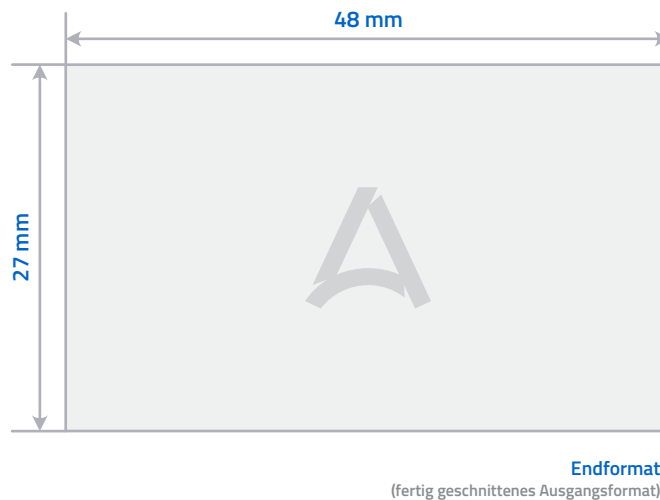 48 mm
27 mm
Endformat
(fertig geschnittenes Ausgangsformat)